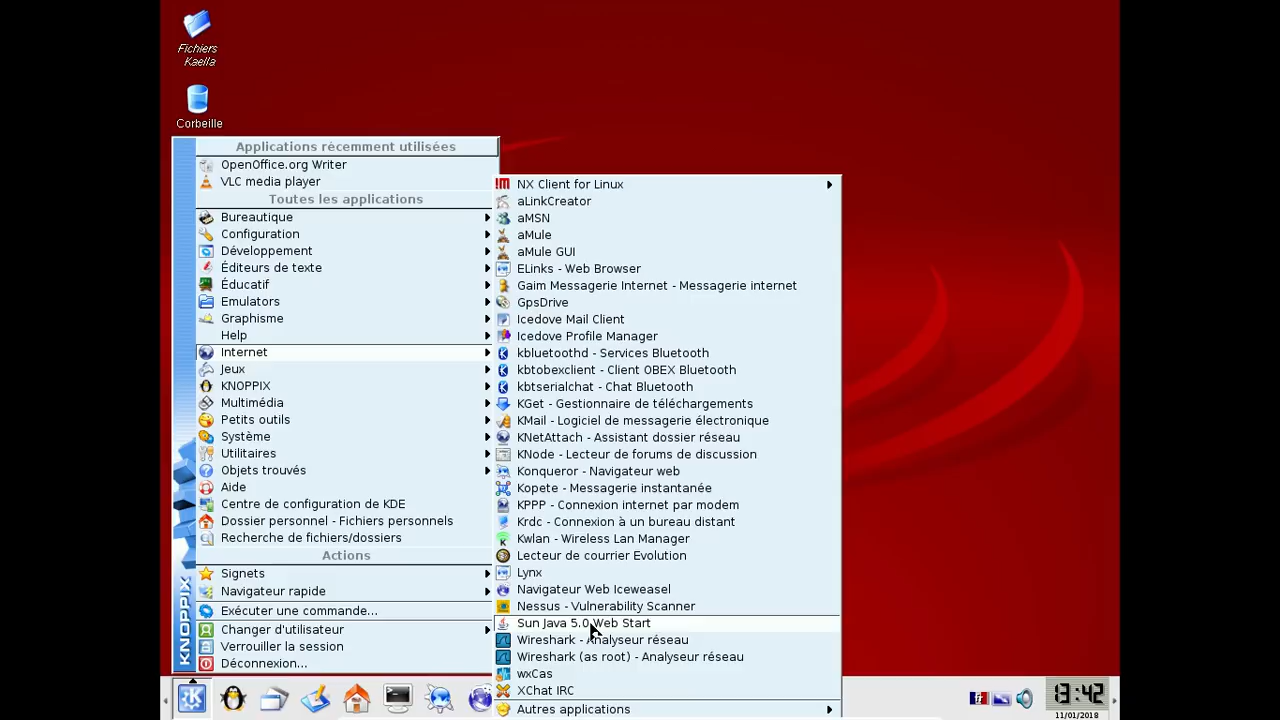 Fichiers
Kaella
Corbeille
Applications récemment utilisées
OpenOffice.org Writer
VLC media player
Toutes les applications
Bureautique
Configuration
Développement
Éditeurs de texte
Éducatif
Emulators
Graphisme
Help
Internet
Jeux
KNOPPIX
Multimédia
Petits outils
Système
Utilitaires
Objets trouvés
Aide
Centre de configuration de KDE
Dossier personnel - Fichiers personnels
Recherche de fichiers/dossiers
Actions
Signets
Navigateur rapide
Exécuter une commande...
Changer d'utilisateur
Verrouiller la session
Déconnexion...
KNOPPIX
NX Client for Linux
aLinkCreator
aMSN
aMule
aMule GUI
ELinks - Web Browser
Gaim Messagerie Internet - Messagerie internet
GpsDrive
Icedove Mail Client
Icedove Profile Manager
kbluetoothd - Services Bluetooth
kbtobexclient - Client OBEX Bluetooth
kbtserialchat - Chat Bluetooth
KGet - Gestionnaire de téléchargements
KMail - Logiciel de messagerie électronique
KNetAttach - Assistant dossier réseau
KNode - Lecteur de forums de discussion
Konqueror - Navigateur web
Kopete - Messagerie instantanée
KPPP - Connexion internet par modem
Krdc - Connexion à un bureau distant
Kwlan - Wireless Lan Manager
Lecteur de courrier Evolution
Lynx
Navigateur Web Iceweasel
Nessus - Vulnerability Scanner
Sun Java 5.0 Web Start
Wireshark - Analyseur réseau
Wireshark (as root) - Analyseur réseau
wxCas
XChat IRC
Autres applications
13:42
11/01/2018